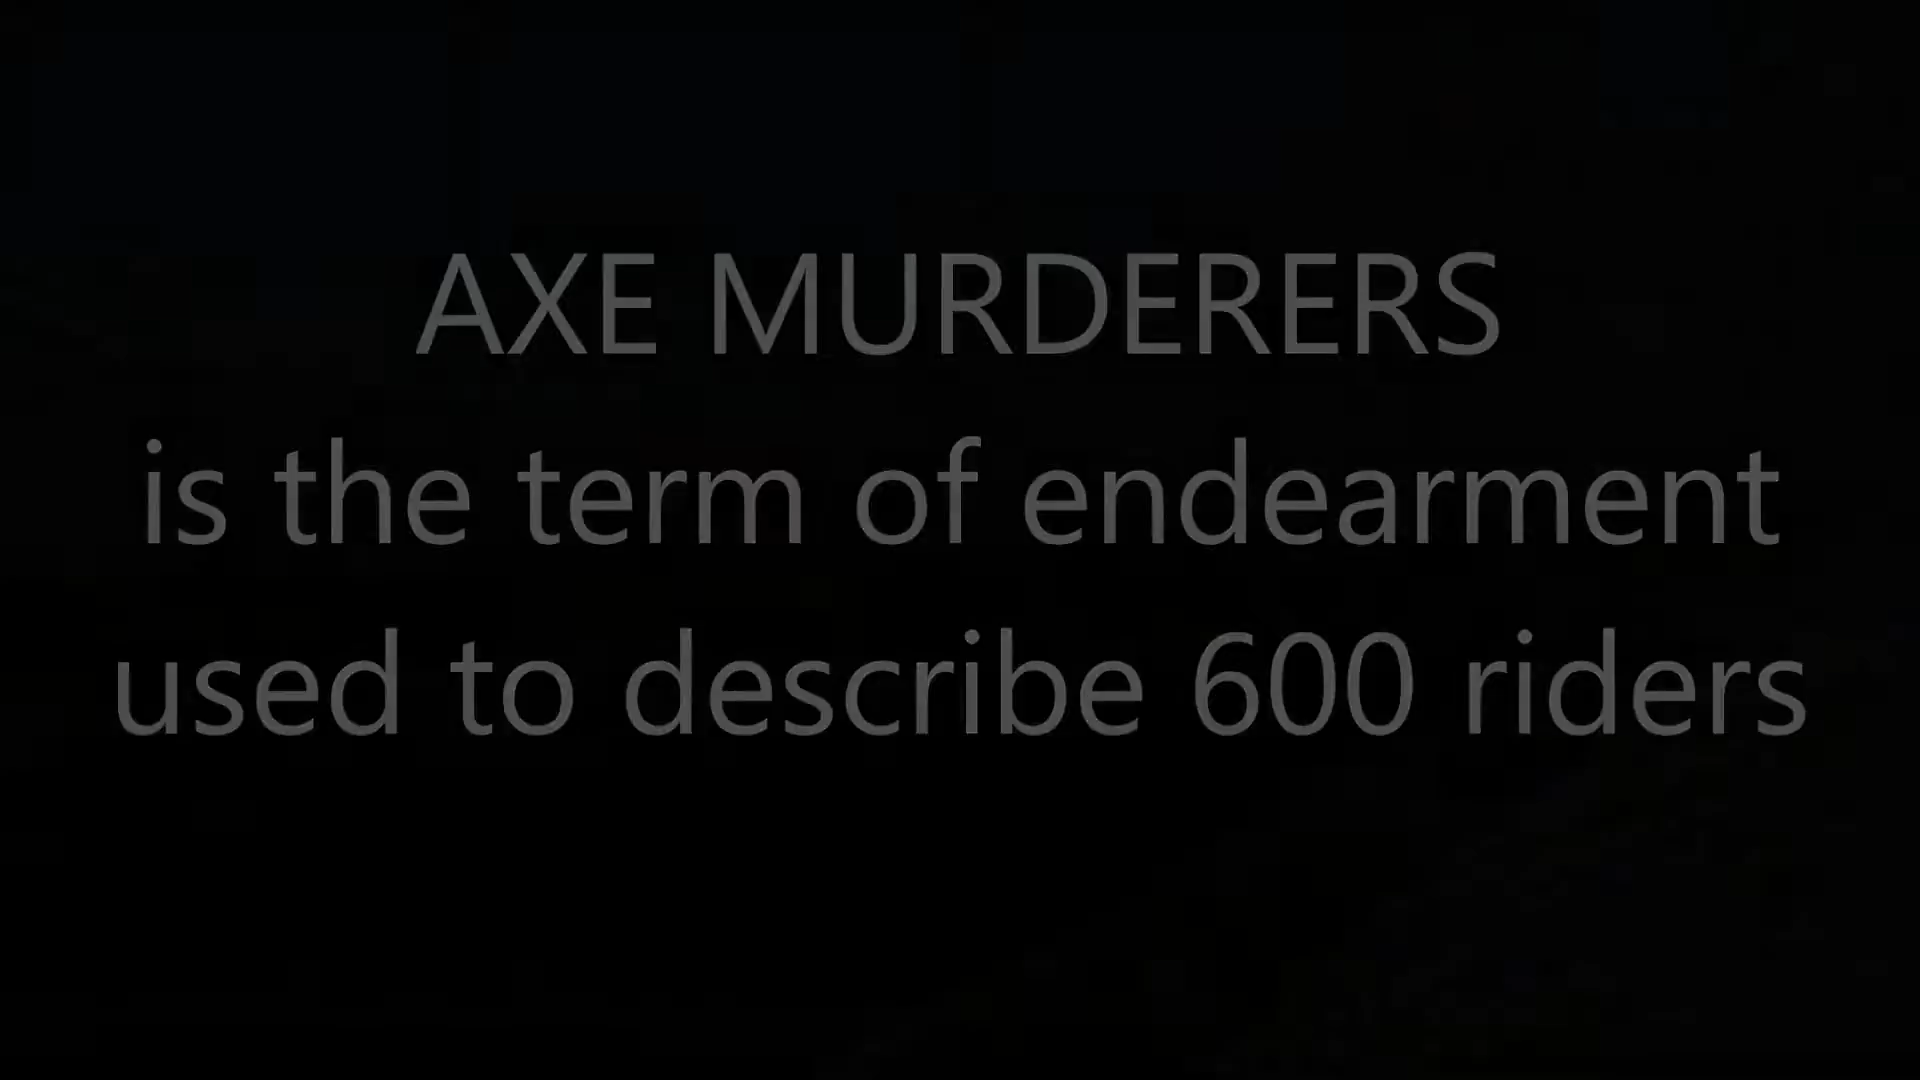 AXE MURDERERS
is the term of endearment
used to describe 600 riders